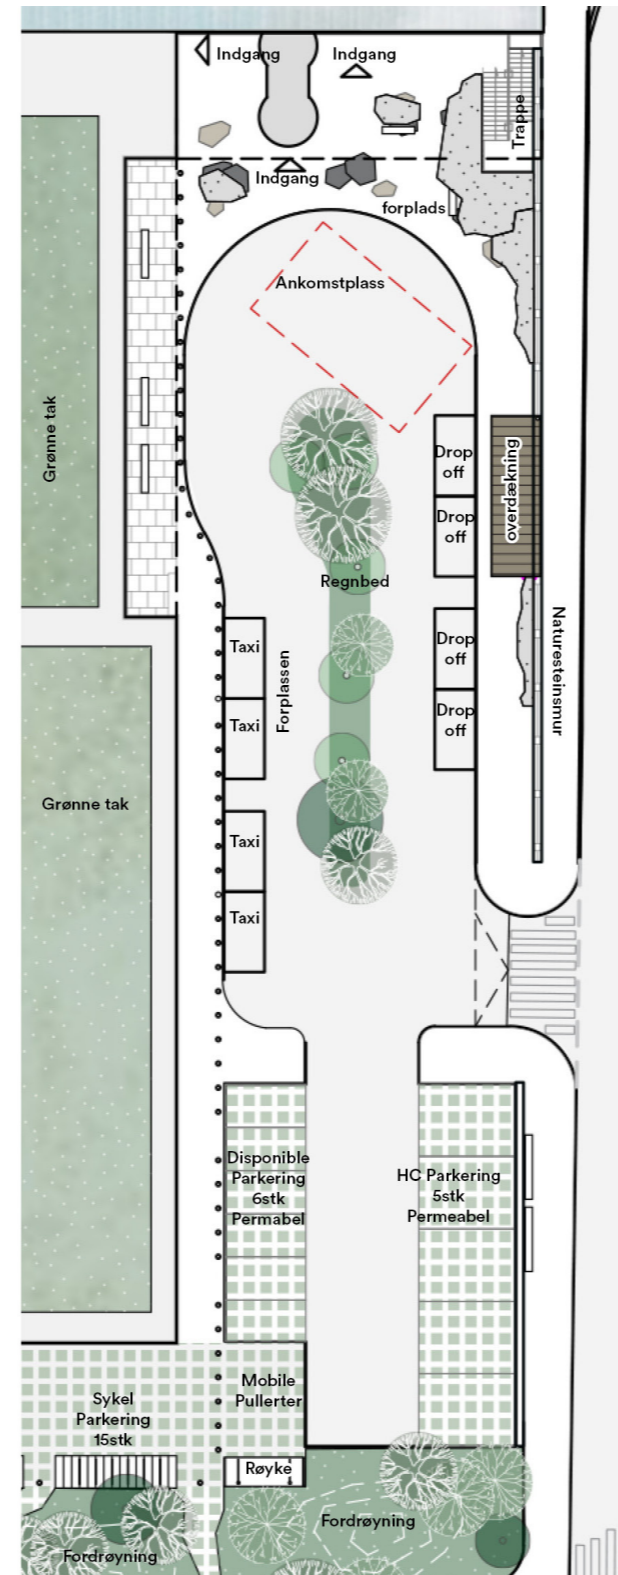 Indgang
Indgang
Trappe
Indgang
forplads
Ankomstplass
Grønne tak
Drop
off
overdækning
Drop
off
Regnbed
Naturesteinsmur
Taxi
Forplassen
Drop
off
Taxi
Drop
off
Grønne tak
Taxi
Taxi
Disponible
Parkering
6stk
Permabel
HC Parkering
5stk
Permeabel
Mobile
Pullerter
Sykel
Parkering
15stk
Røyke
Fordrøyning
Fordrøyning